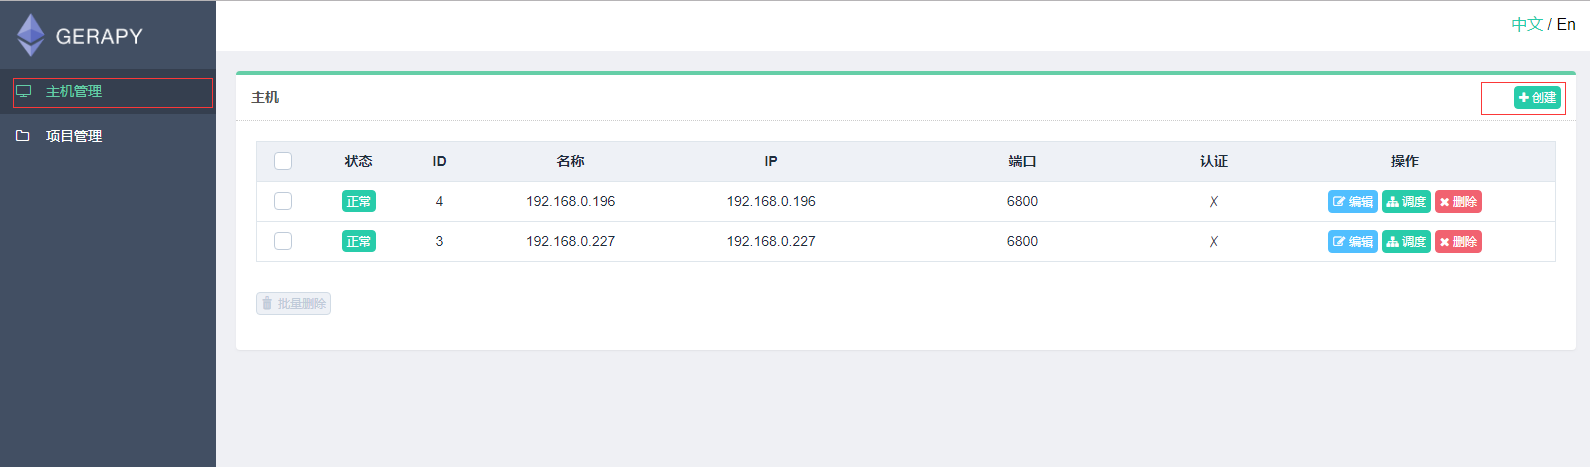 GERAPY
中文 / En
主机管理
项目管理
主机
创建
状态 ID 名称 IP 端口 认证 操作
正常 4 192.168.0.196 192.168.0.196 6800 X 编辑 调度 删除
正常 3 192.168.0.227 192.168.0.227 6800 X 编辑 调度 删除
批量删除